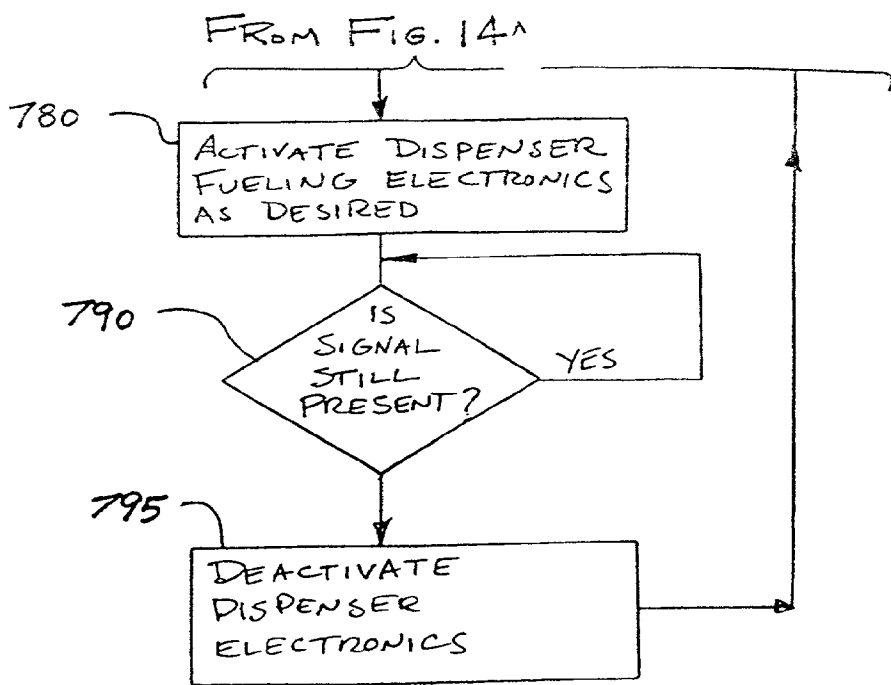 FROM FIG. 14A
780
ACTIVATE DISPENSER
FUELING ELECTRONICS
AS DESIRED
790
IS
SIGNAL
STILL
PRESENT?
YES
795
DEACTIVATE
DISPENSER
ELECTRONICS